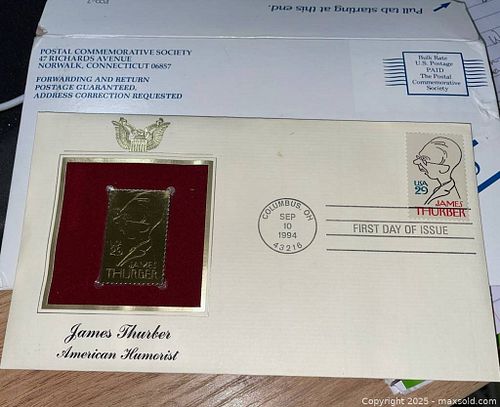 Pull tab starting at this end.
POSTAL COMMEMORATIVE SOCIETY
47 RICHARDS AVENUE
NORWALK, CONNECTICUT 06857
FORWARDING AND RETURN
POSTAGE GUARANTEED,
ADDRESS CORRECTION REQUESTED
Bulk Rate
U.S. Postage
PAID
The Postal
Commemorative
Society
USA
29
JAMES
THURBER
COLUMBUS, OH
SEP
10
1994
43216
FIRST DAY OF ISSUE
USA
29
JAMES
THURBER
James Thurber
American Humorist
Copyright 2025 - maxsold.com